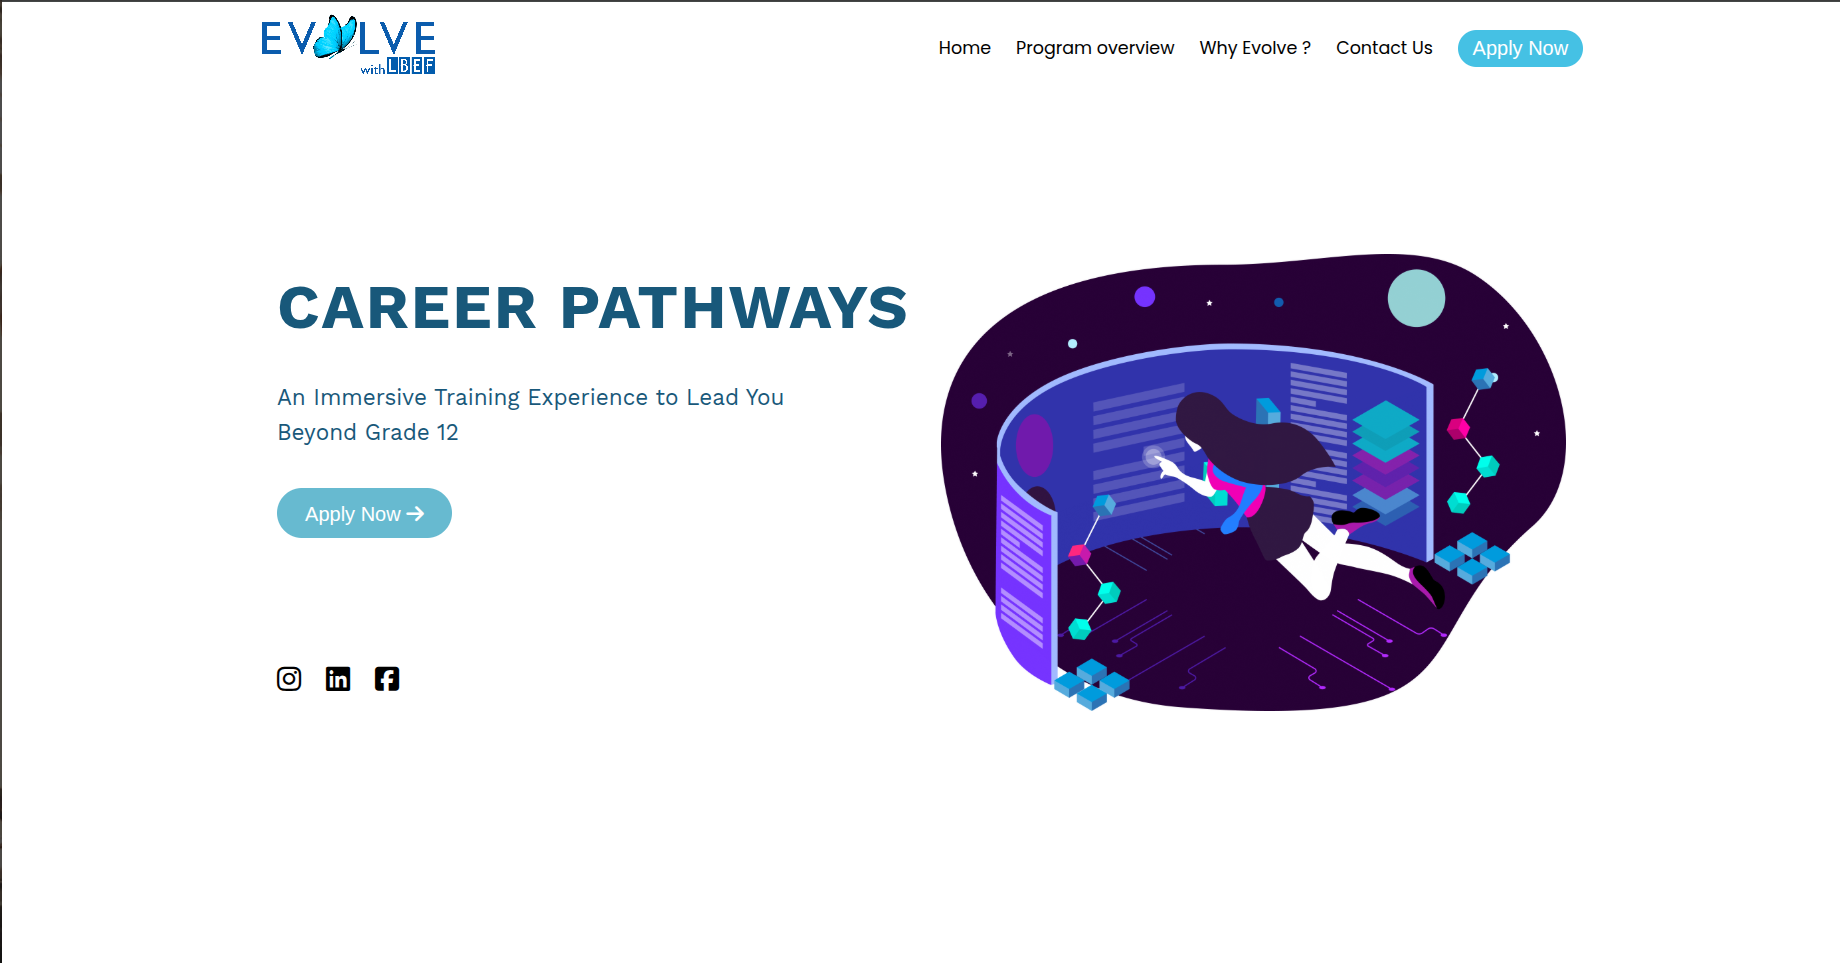 EVOLVE
with LBEF
Home Program overview Why Evolve ? Contact Us Apply Now
CAREER PATHWAYS
An Immersive Training Experience to Lead You
Beyond Grade 12
Apply Now